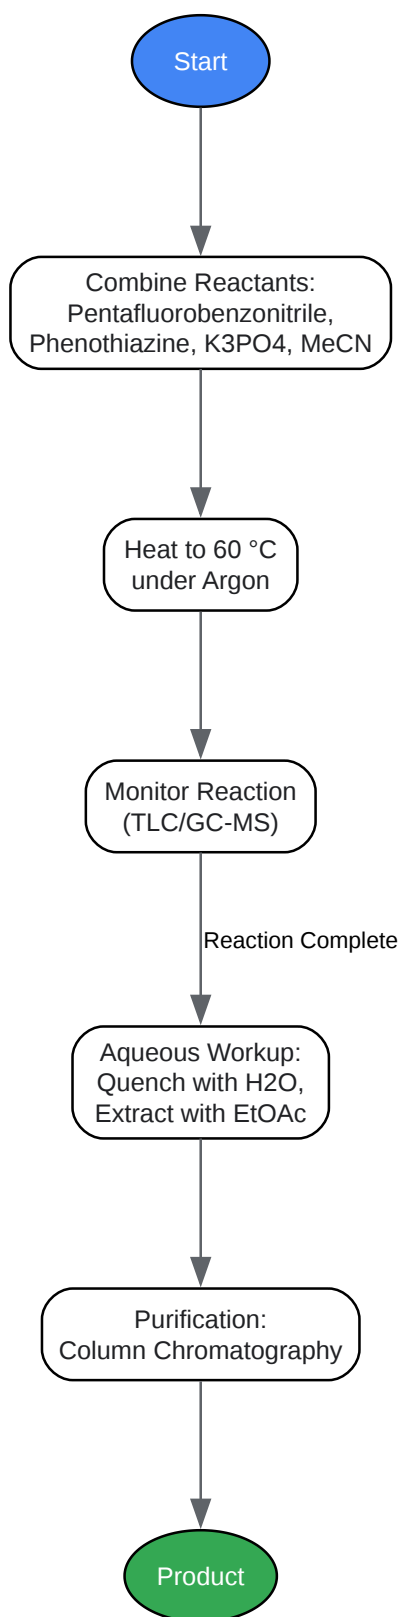 Start
Combine Reactants:
Pentafluorobenzonitrile,
Phenothiazine, K3PO4, MeCN
Heat to 60 °C
under Argon
Monitor Reaction
(TLC/GC-MS)
Reaction Complete
Aqueous Workup:
Quench with H2O,
Extract with EtOAc
Purification:
Column Chromatography
Product